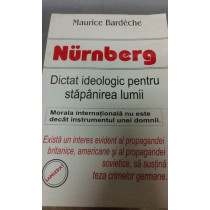 Maurice Bardèche
Nürnberg
Dictat ideologic pentru
stăpânirea lumii
Morala internaţională nu este
decât instrumentul unei domnii.
Există un interes evident al propagandei
britanice, americane şi al propagandei
sovietice, să susţină
teza crimelor germane.